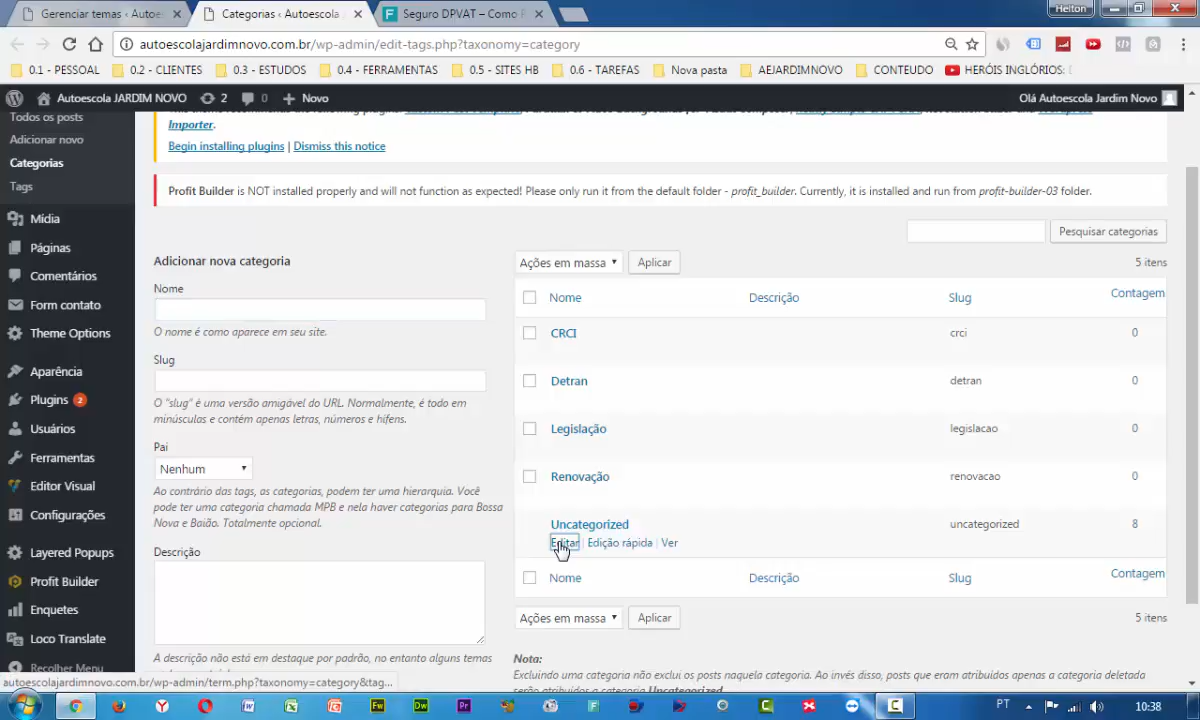 Gerenciar temas ‹ Autoes
Categorias ‹ Autoescola
Seguro DPVAT – Como F
Helton
autoescolajardimnovo.com.br/wp-admin/edit-tags.php?taxonomy=category
0.1 - PESSOAL
0.2 - CLIENTES
0.3 - ESTUDOS
0.4 - FERRAMENTAS
0.5 - SITES HB
0.6 - TAREFAS
Nova pasta
AEJARDIMNOVO
CONTEUDO
HERÓIS INGLÓRIOS:
Autoescola JARDIM NOVO
2
0
Novo
Olá Autoescola Jardim Novo
Todos os posts
Adicionar novo
Categorias
Tags
Mídia
Páginas
Comentários
Form contato
Theme Options
Aparência
Plugins 2
Usuários
Ferramentas
Editor Visual
Configurações
Layered Popups
Profit Builder
Enquetes
Loco Translate
Recolher Menu
Importer.
Begin installing plugins | Dismiss this notice
Profit Builder is NOT installed properly and will not function as expected! Please only run it from the default folder - profit_builder. Currently, it is installed and run from profit-builder-03 folder.
Pesquisar categorias
Adicionar nova categoria
Nome
O nome é como aparece em seu site.
Slug
O "slug" é uma versão amigável do URL. Normalmente, é todo em
minúsculas e contém apenas letras, números e hífens.
Pai
Nenhum
Ao contrário das tags, as categorias, podem ter uma hierarquia. Você
pode ter uma categoria chamada MPB e nela haver categorias para Bossa
Nova e Baião. Totalmente opcional.
Descrição
A descrição não está em destaque por padrão, no entanto alguns temas
Ações em massa
Aplicar
5 itens
Nome
Descrição
Slug
Contagem
CRCI
crci
0
Detran
detran
0
Legislação
legislacao
0
Renovação
renovacao
0
Uncategorized
uncategorized
8
Editar | Edição rápida | Ver
Nome
Descrição
Slug
Contagem
Ações em massa
Aplicar
5 itens
Nota:
Excluindo uma categoria não exclui os posts naquela categoria. Ao invés disso, posts que eram atribuídos apenas a categoria deletada
serão atribuídos a categoria Uncategorized
autoescolajardimnovo.com.br/wp-admin/term.php?taxonomy=category&tag...
PT
10:38